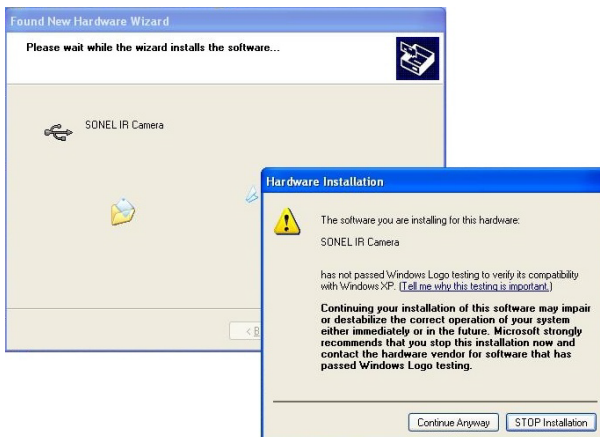 Found New Hardware Wizard
Please wait while the wizard installs the software...
SONEL IR Camera
< B
Hardware Installation
The software you are installing for this hardware:
SONEL IR Camera
has not passed Windows Logo testing to verify its compatibility
with Windows XP. (Tell me why this testing is important.)
Continuing your installation of this software may impair
or destabilize the correct operation of your system
either immediately or in the future. Microsoft strongly
recommends that you stop this installation now and
contact the hardware vendor for software that has
passed Windows Logo testing.
Continue Anyway
STOP Installation